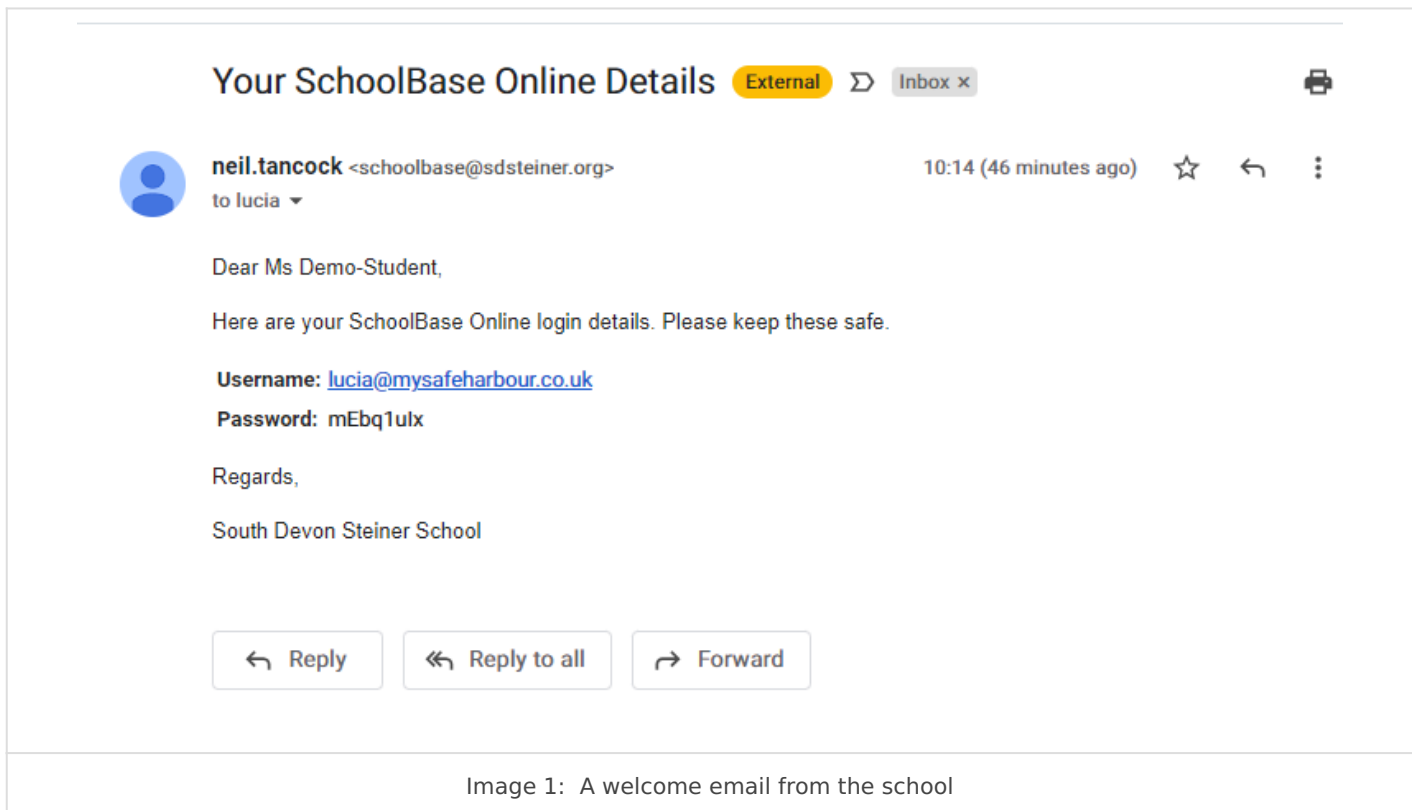 Your SchoolBase Online Details External Inbox ×
neil.tancock <schoolbase@sdsteiner.org> 10:14 (46 minutes ago)
to lucia
Dear Ms Demo-Student,
Here are your SchoolBase Online login details. Please keep these safe.
Username: lucia@mysafeharbour.co.uk
Password: mEbq1uIx
Regards,
South Devon Steiner School
Reply Reply to all Forward
Image 1: A welcome email from the school